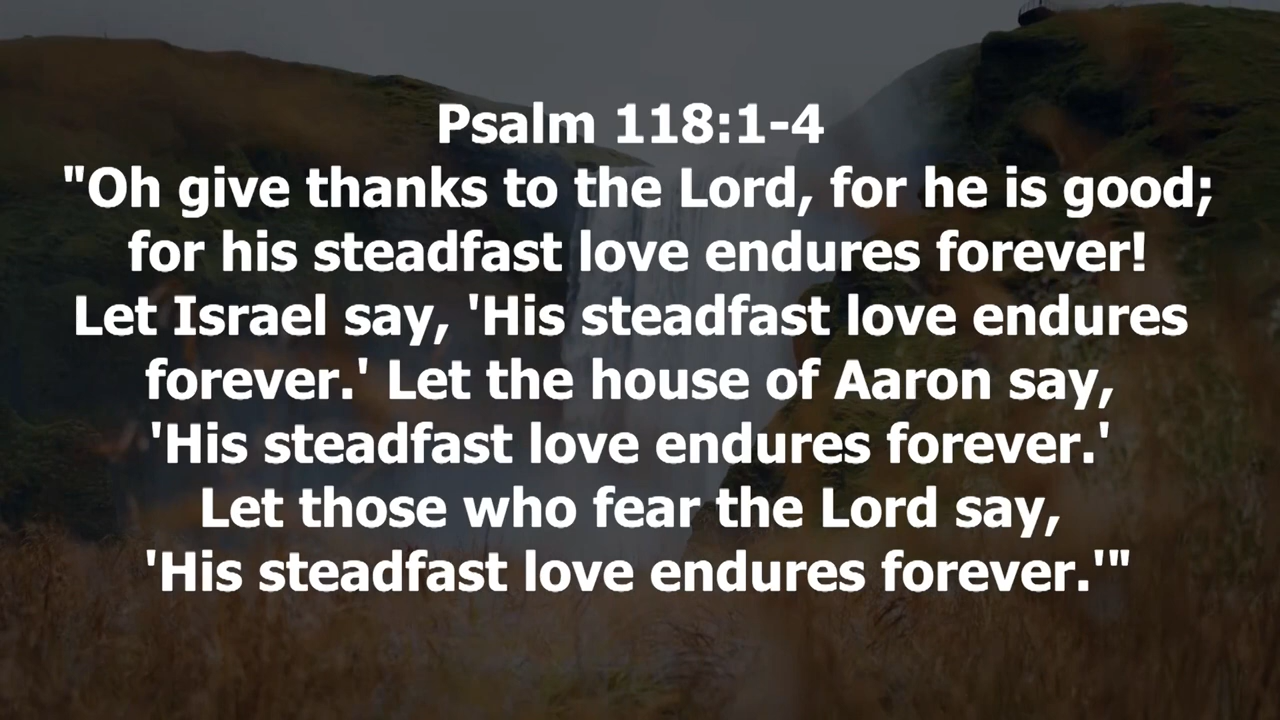 Psalm 118:1-4
"Oh give thanks to the Lord, for he is good;
for his steadfast love endures forever!
Let Israel say, 'His steadfast love endures
forever.' Let the house of Aaron say,
'His steadfast love endures forever.'
Let those who fear the Lord say,
'His steadfast love endures forever.'"